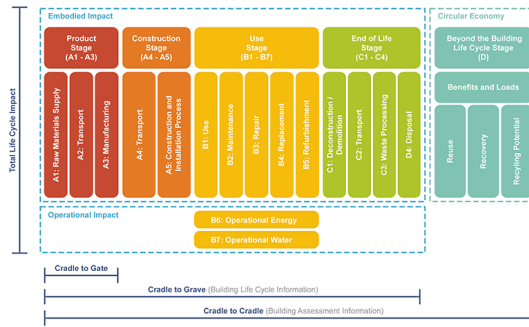 Embodied Impact
Circular Economy
Product
Stage
(A1 - A3)
Construction
Stage
(A4 - A5)
Use
Stage
(B1 - B7)
End of Life
Stage
(C1 - C4)
Beyond the Building
Life Cycle Stage
(D)
Benefits and Loads
Total Life Cycle Impact
A1: Raw Materials Supply
A2: Transport
A3: Manufacturing
A4: Transport
A5: Construction and
Installation Process
B1: Use
B2: Maintenance
B3: Repair
B4: Replacement
B5: Refurbishment
C1: Deconstruction /
Demolition
C2: Transport
C3: Waste Processing
D4: Disposal
Reuse
Recovery
Recyling Potential
Operational Impact
B6: Operational Energy
B7: Operational Water
Cradle to Gate
Cradle to Grave (Building Life Cycle Information)
Cradle to Cradle (Building Assessment Information)